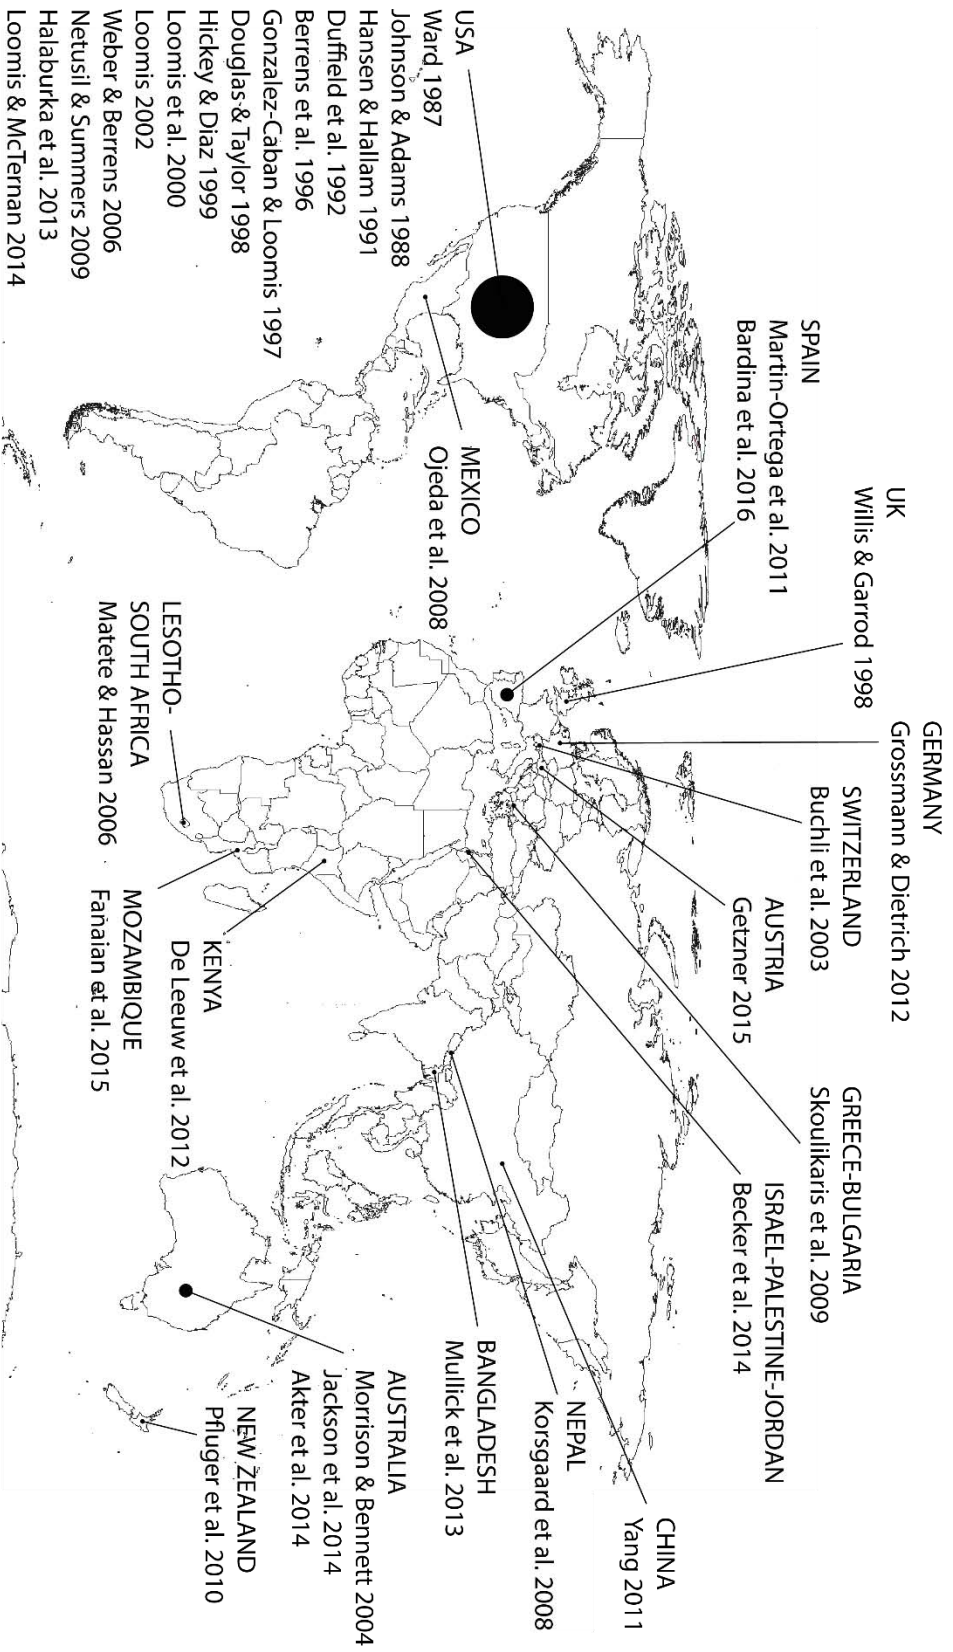 USA
Ward 1987
Johnson & Adams 1988
Hansen & Hallam 1991
Duffield et al. 1992
Berrens et al. 1996
Gonzalez-Caban & Loomis 1997
Douglas & Taylor 1998
Hickey & Diaz 1999
Loomis et al. 2000
Loomis 2002
Weber & Berrens 2006
Netusil & Summers 2009
Halaburka et al. 2013
Loomis & McTernan 2014
MEXICO
Ojeda et al. 2008
SPAIN
Martin-Ortega et al. 2011
Bardina et al. 2016
UK
Willis & Garrod 1998
GERMANY
Grossmann & Dietrich 2012
SWITZERLAND
Buchli et al. 2003
AUSTRIA
Getzner 2015
GREECE-BULGARIA
Skoulikaris et al. 2009
ISRAEL-PALESTINE-JORDAN
Becker et al. 2014
LESOTHO-
SOUTH AFRICA
Matete & Hassan 2006
MOZAMBIQUE
Fanaian et al. 2015
KENYA
De Leeuw et al. 2012
CHINA
Yang 2011
NEPAL
Korsgaard et al. 2008
BANGLADESH
Mullick et al. 2013
AUSTRALIA
Morrison & Bennett 2004
Jackson et al. 2014
Akter et al. 2014
NEW ZEALAND
Pfluger et al. 2010